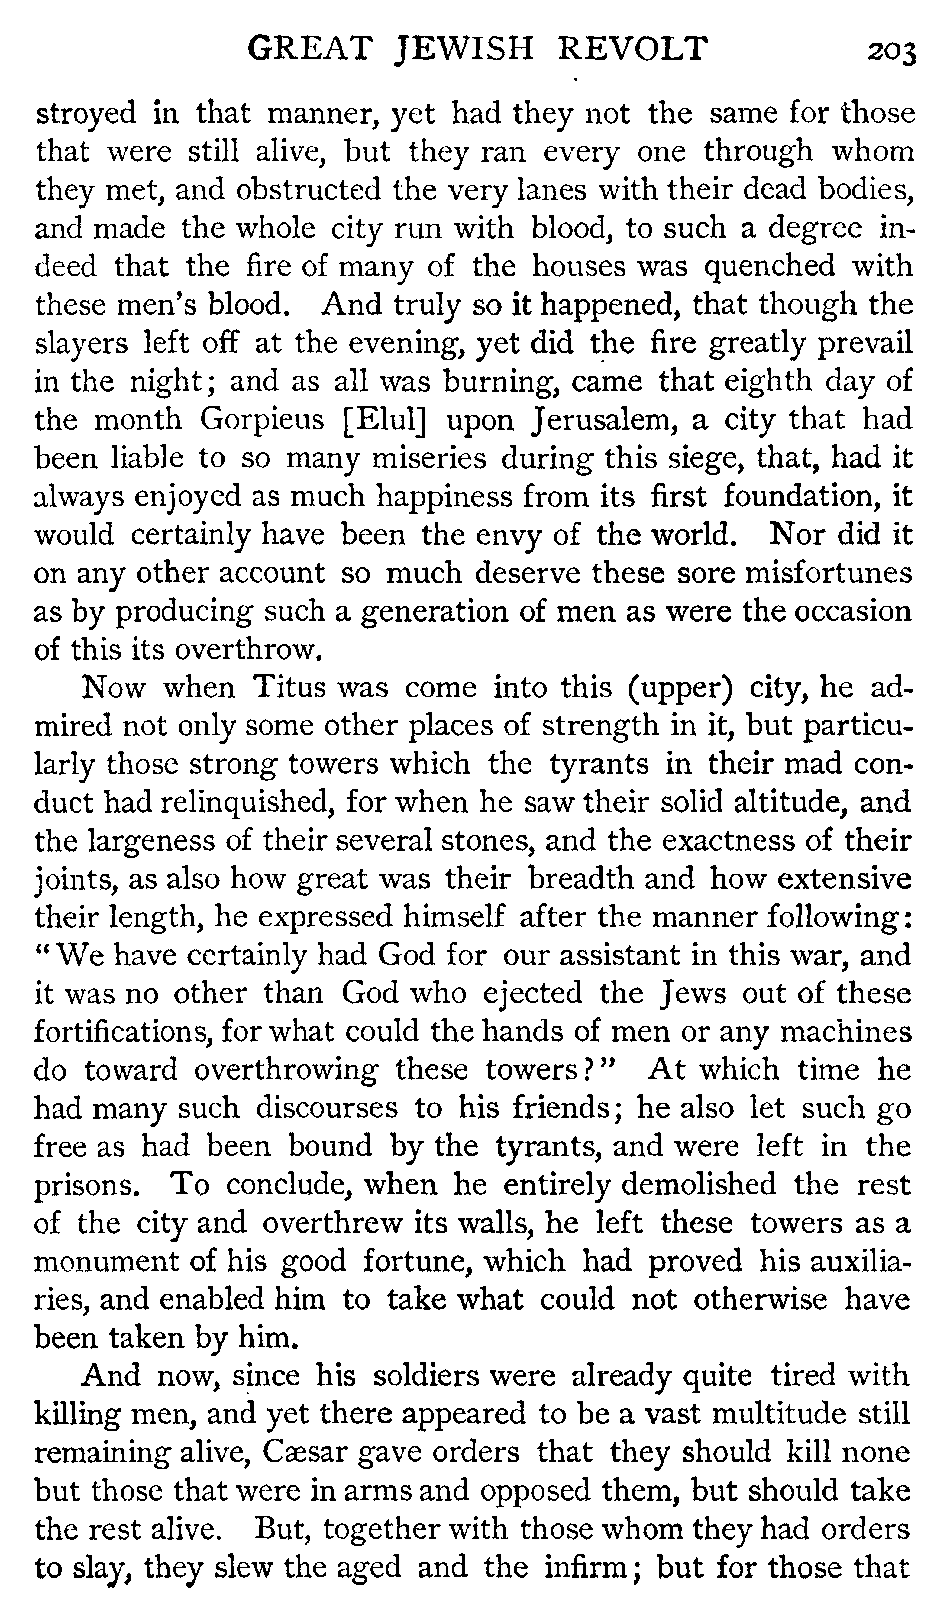 GREAT JEWISH REVOLT 203
stroyed in that manner, yet had they not the same for those
that were still alive, but they ran every one through whom
they met, and obstructed the very lanes with their dead bodies,
and made the whole city run with blood, to such a degree in-
deed that the fire of many of the houses was quenched with
these men's blood. And truly so it happened, that though the
slayers left off at the evening, yet did the fire greatly prevail
in the night; and as all was burning, came that eighth day of
the month Gorpieus [Elul] upon Jerusalem, a city that had
been liable to so many miseries during this siege, that, had it
always enjoyed as much happiness from its first foundation, it
would certainly have been the envy of the world. Nor did it
on any other account so much deserve these sore misfortunes
as by producing such a generation of men as were the occasion
of this its overthrow.
Now when Titus was come into this (upper) city, he ad-
mired not only some other places of strength in it, but particu-
larly those strong towers which the tyrants in their mad con-
duct had relinquished, for when he saw their solid altitude, and
the largeness of their several stones, and the exactness of their
joints, as also how great was their breadth and how extensive
their length, he expressed himself after the manner following:
"We have certainly had God for our assistant in this war, and
it was no other than God who ejected the Jews out of these
fortifications, for what could the hands of men or any machines
do toward overthrowing these towers?" At which time he
had many such discourses to his friends; he also let such go
free as had been bound by the tyrants, and were left in the
prisons. To conclude, when he entirely demolished the rest
of the city and overthrew its walls, he left these towers as a
monument of his good fortune, which had proved his auxilia-
ries, and enabled him to take what could not otherwise have
been taken by him.
And now, since his soldiers were already quite tired with
killing men, and yet there appeared to be a vast multitude still
remaining alive, Cæsar gave orders that they should kill none
but those that were in arms and opposed them, but should take
the rest alive. But, together with those whom they had orders
to slay, they slew the aged and the infirm; but for those that